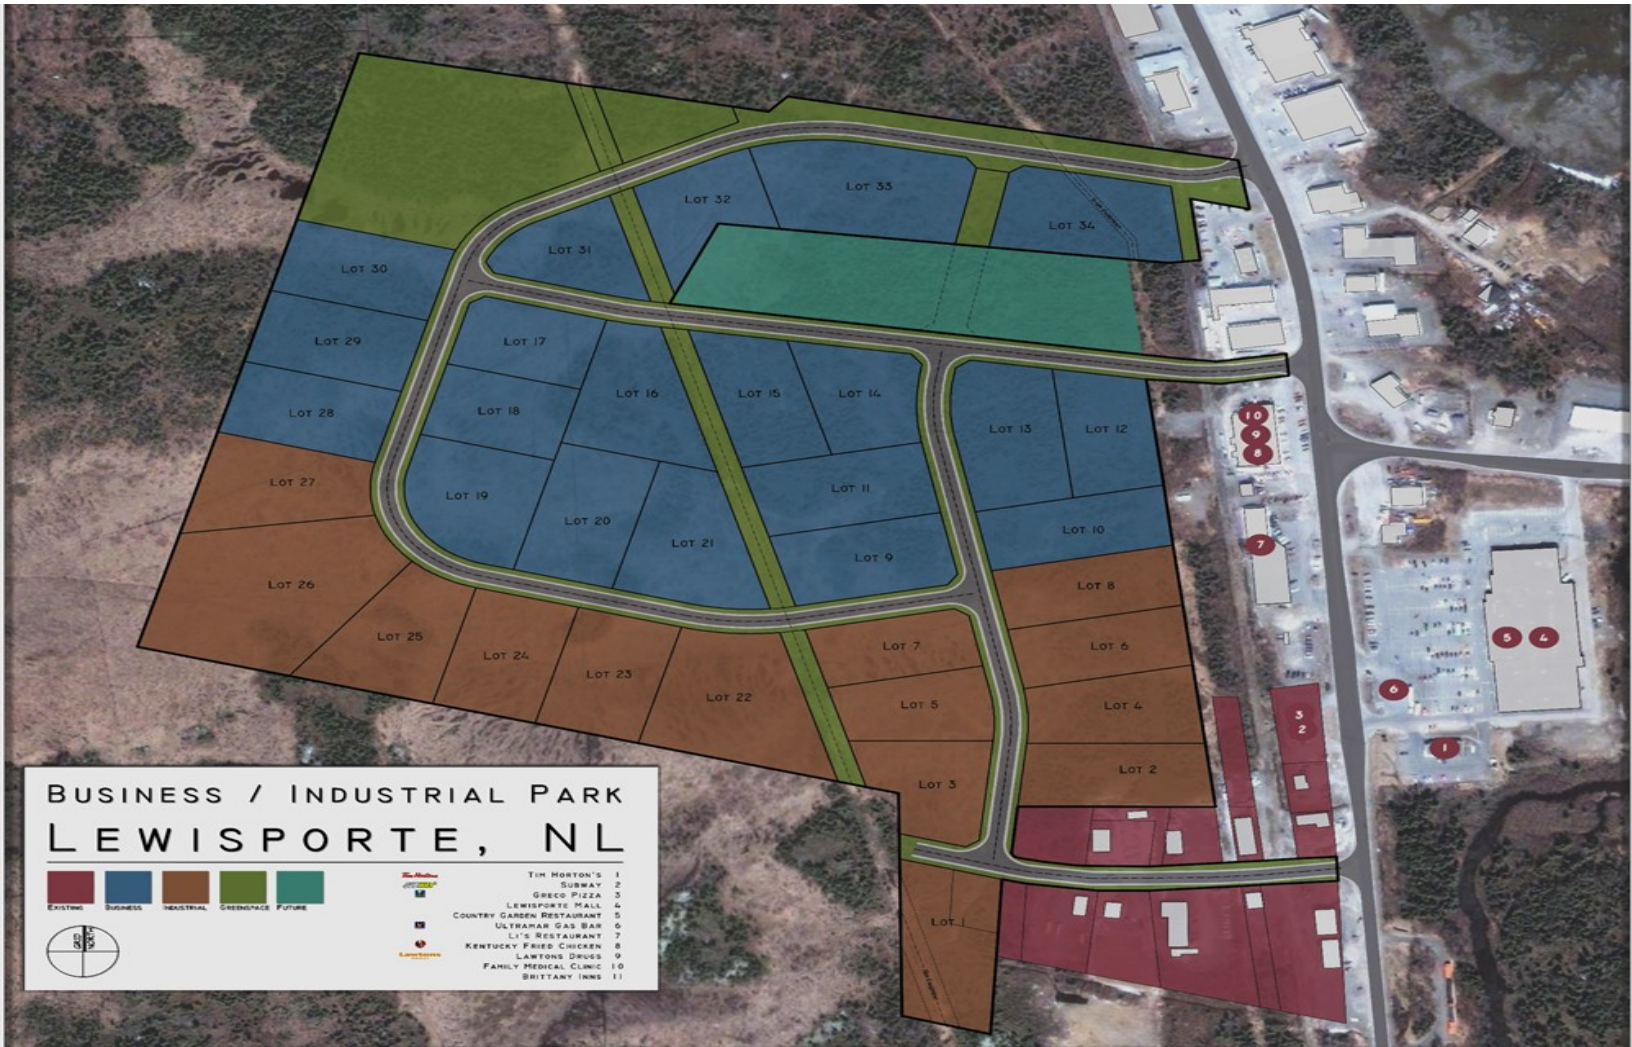 LOT 33
LOT 32
LOT 34
LOT 31
LOT 30
LOT 29
LOT 17
LOT 16
LOT 15
LOT 14
LOT 28
LOT 18
LOT 13
LOT 12
10
9
8
LOT 27
LOT 19
LOT 11
LOT 20
LOT 10
LOT 21
LOT 9
7
LOT 26
LOT 8
LOT 25
LOT 24
LOT 7
LOT 6
5 4
LOT 23
LOT 22
LOT 5
LOT 4
6
3
2
1
LOT 3
LOT 2
LOT 1
BUSINESS / INDUSTRIAL PARK
LEWISPORTE, NL
EXISTING BUSINESS INDUSTRIAL GREENSPACE FUTURE
Tim Hortons
SUBWAY
Lawtons
TIM HORTON'S 1
SUBWAY 2
GRECO PIZZA 3
LEWISPORTE MALL 4
COUNTRY GARDEN RESTAURANT 5
ULTRAMAR GAS BAR 6
LI'S RESTAURANT 7
KENTUCKY FRIED CHICKEN 8
LAWTONS DRUGS 9
FAMILY MEDICAL CLINIC 10
BRITTANY INNS 11
GRID
NORTH